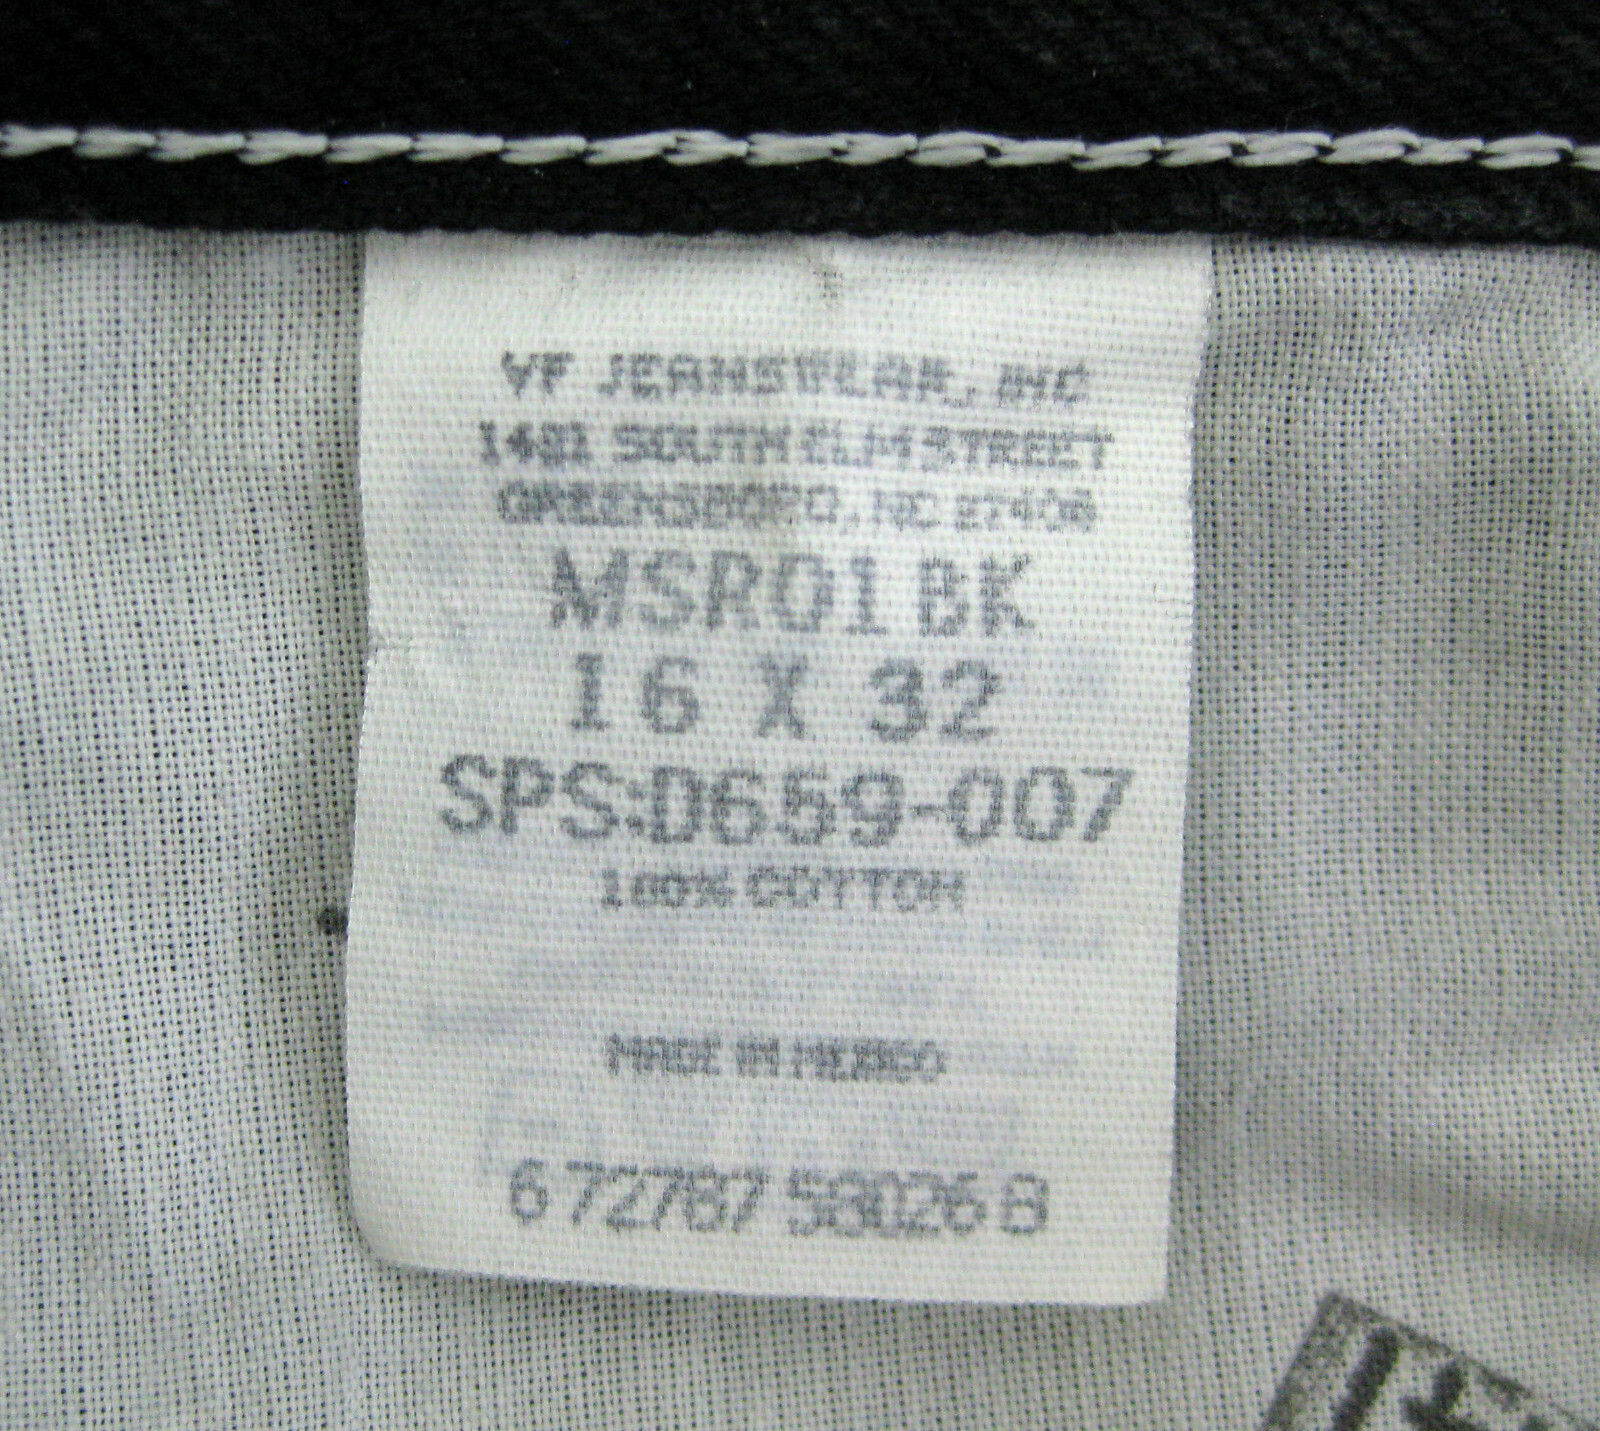 VF JEANSWEAR, INC
1421 SOUTH ELM STREET
GREENSBORO, NC 27406
MSR01BK
16 X 32
SPS:D659-007
100% COTTON
MADE IN MEXICO
6 72787 58026 8